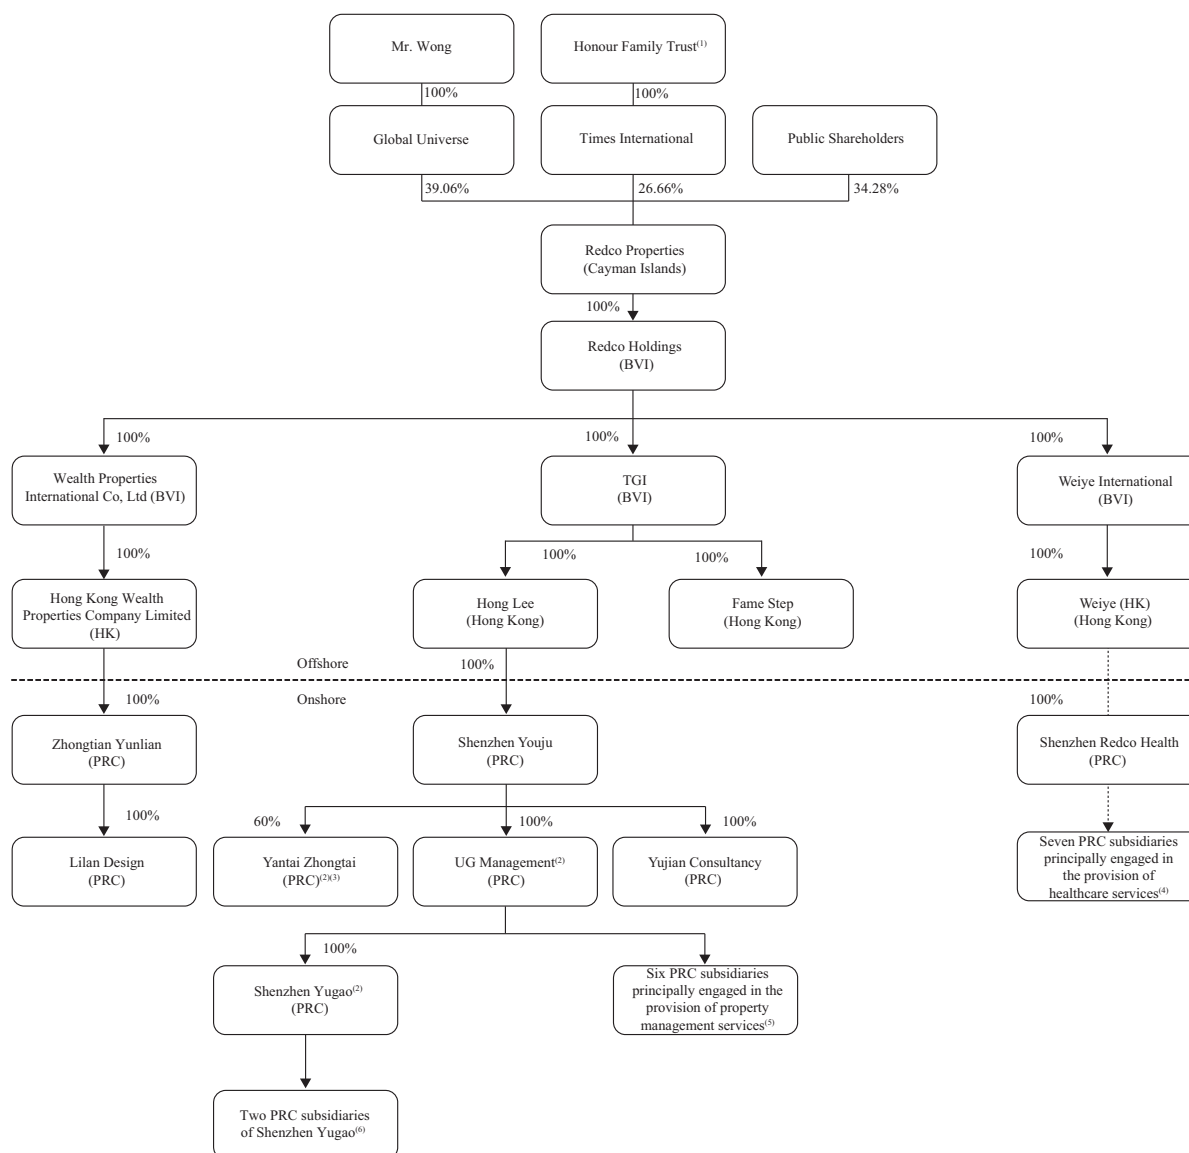 Mr. Wong
Honour Family Trust(1)
100%
100%
Global Universe
Times International
Public Shareholders
39.06%
26.66%
34.28%
Redco Properties
(Cayman Islands)
100%
Redco Holdings
(BVI)
100%
100%
100%
Wealth Properties
International Co, Ltd (BVI)
TGI
(BVI)
Weiye International
(BVI)
100%
100%
100%
100%
Hong Kong Wealth
Properties Company Limited
(HK)
Hong Lee
(Hong Kong)
Fame Step
(Hong Kong)
Weiye (HK)
(Hong Kong)
Offshore
100%
100%
Onshore
100%
Zhongtian Yunlian
(PRC)
Shenzhen Youju
(PRC)
Shenzhen Redco Health
(PRC)
100%
60%
100%
100%
Lilan Design
(PRC)
Yantai Zhongtai
(PRC)(2)(3)
UG Management(2)
(PRC)
Yujian Consultancy
(PRC)
Seven PRC subsidiaries
principally engaged in
the provision of
healthcare services(4)
100%
Shenzhen Yugao(2)
(PRC)
Six PRC subsidiaries
principally engaged in the
provision of property
management services(5)
Two PRC subsidiaries
of Shenzhen Yugao(6)